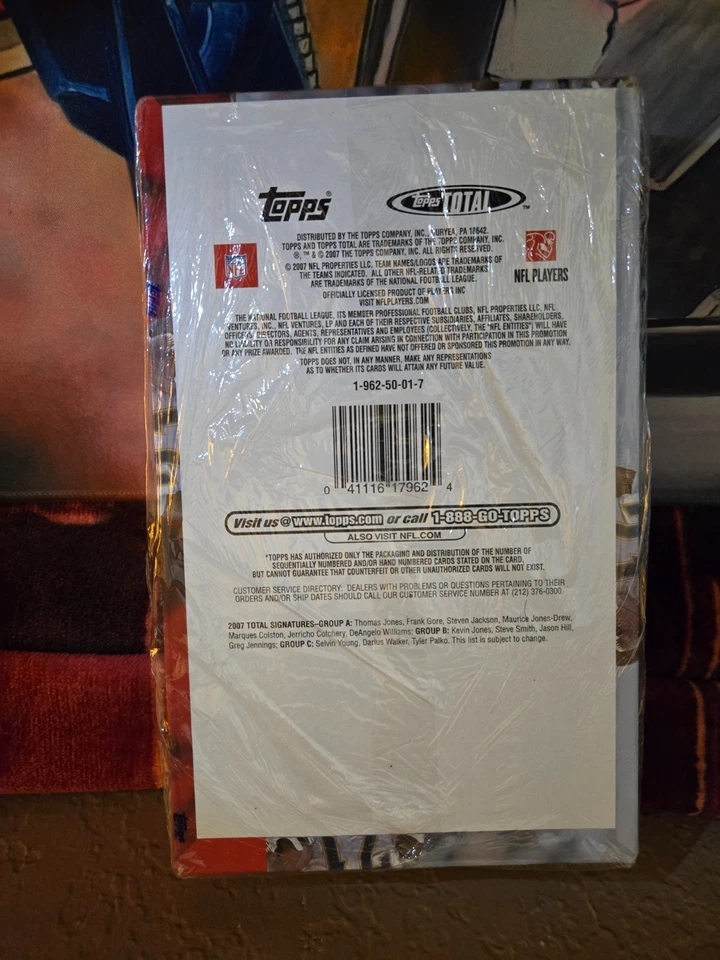 Topps®
Topps TOTAL™
DISTRIBUTED BY THE TOPPS COMPANY, INC., DURYEA, PA 18642.
TOPPS AND TOPPS TOTAL ARE TRADEMARKS OF THE TOPPS COMPANY, INC.
®, ™ & © 2007 THE TOPPS COMPANY, INC. ALL RIGHTS RESERVED.
NFL
© 2007 NFL PROPERTIES LLC. TEAM NAMES/LOGOS ARE TRADEMARKS OF
THE TEAMS INDICATED. ALL OTHER NFL-RELATED TRADEMARKS
ARE TRADEMARKS OF THE NATIONAL FOOTBALL LEAGUE.
NFL PLAYERS
OFFICIALLY LICENSED PRODUCT OF PLAYERS INC
VISIT NFLPLAYERS.COM
THE NATIONAL FOOTBALL LEAGUE, ITS MEMBER PROFESSIONAL FOOTBALL CLUBS, NFL PROPERTIES LLC, NFL
VENTURES, INC., NFL VENTURES, LP AND EACH OF THEIR RESPECTIVE SUBSIDIARIES, AFFILIATES, SHAREHOLDERS,
OFFICERS, DIRECTORS, AGENTS, REPRESENTATIVES AND EMPLOYEES (COLLECTIVELY, THE "NFL ENTITIES") WILL HAVE
NO LIABILITY OR RESPONSIBILITY FOR ANY CLAIM ARISING IN CONNECTION WITH PARTICIPATION IN THIS PROMOTION
OR ANY PRIZE AWARDED. THE NFL ENTITIES AS DEFINED HAVE NOT OFFERED OR SPONSORED THIS PROMOTION IN ANY WAY.
TOPPS DOES NOT, IN ANY MANNER, MAKE ANY REPRESENTATIONS
AS TO WHETHER ITS CARDS WILL ATTAIN ANY FUTURE VALUE.
1-962-50-01-7
0 41116 17962 4
Visit us @ www.topps.com or call 1-888-GO-TOPPS
ALSO VISIT NFL.COM
*TOPPS HAS AUTHORIZED ONLY THE PACKAGING AND DISTRIBUTION OF THE NUMBER OF
SEQUENTIALLY NUMBERED AND/OR HAND NUMBERED CARDS STATED ON THE CARD.
BUT CANNOT GUARANTEE THAT COUNTERFEIT OR OTHER UNAUTHORIZED CARDS WILL NOT EXIST.
CUSTOMER SERVICE DIRECTORY: DEALERS WITH PROBLEMS OR QUESTIONS PERTAINING TO THEIR
ORDERS AND/OR SHIP DATES SHOULD CALL OUR CUSTOMER SERVICE NUMBER AT (212) 376-0300.
2007 TOTAL SIGNATURES–GROUP A: Thomas Jones, Frank Gore, Steven Jackson, Maurice Jones-Drew,
Marques Colston, Jerricho Cotchery, DeAngelo Williams; GROUP B: Kevin Jones, Steve Smith, Jason Hill,
Greg Jennings; GROUP C: Selvin Young, Darius Walker, Tyler Palko. This list is subject to change.